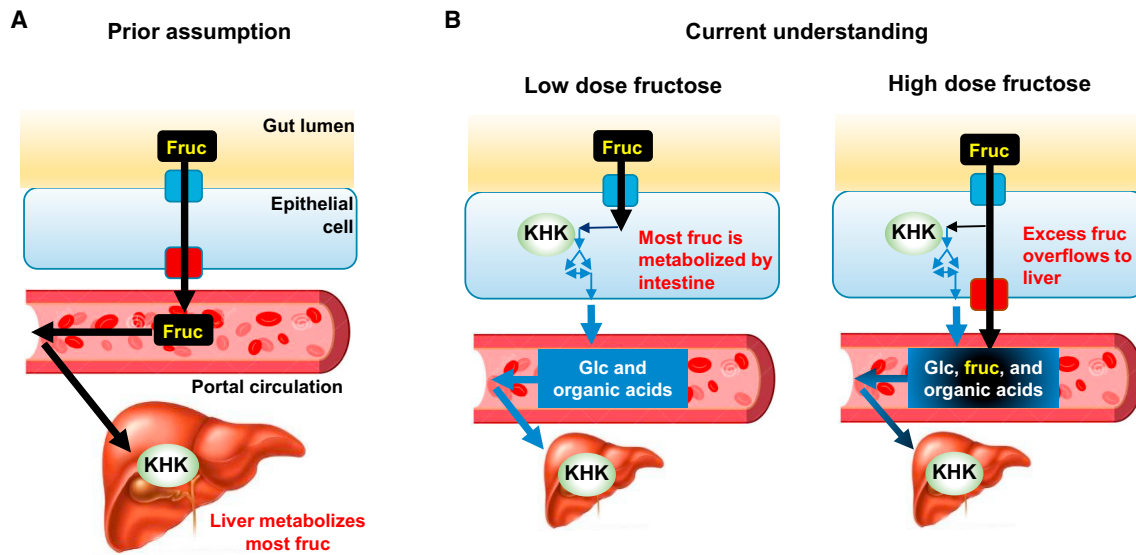 A
Prior assumption
Gut lumen
Fruc
Epithelial
cell
Fruc
Portal circulation
KHK
Liver metabolizes
most fruc
B
Current understanding
Low dose fructose
Fruc
KHK
Most fruc is
metabolized by
intestine
Glc and
organic acids
KHK
High dose fructose
Fruc
KHK
Excess fruc
overflows to
liver
Glc, fruc, and
organic acids
KHK